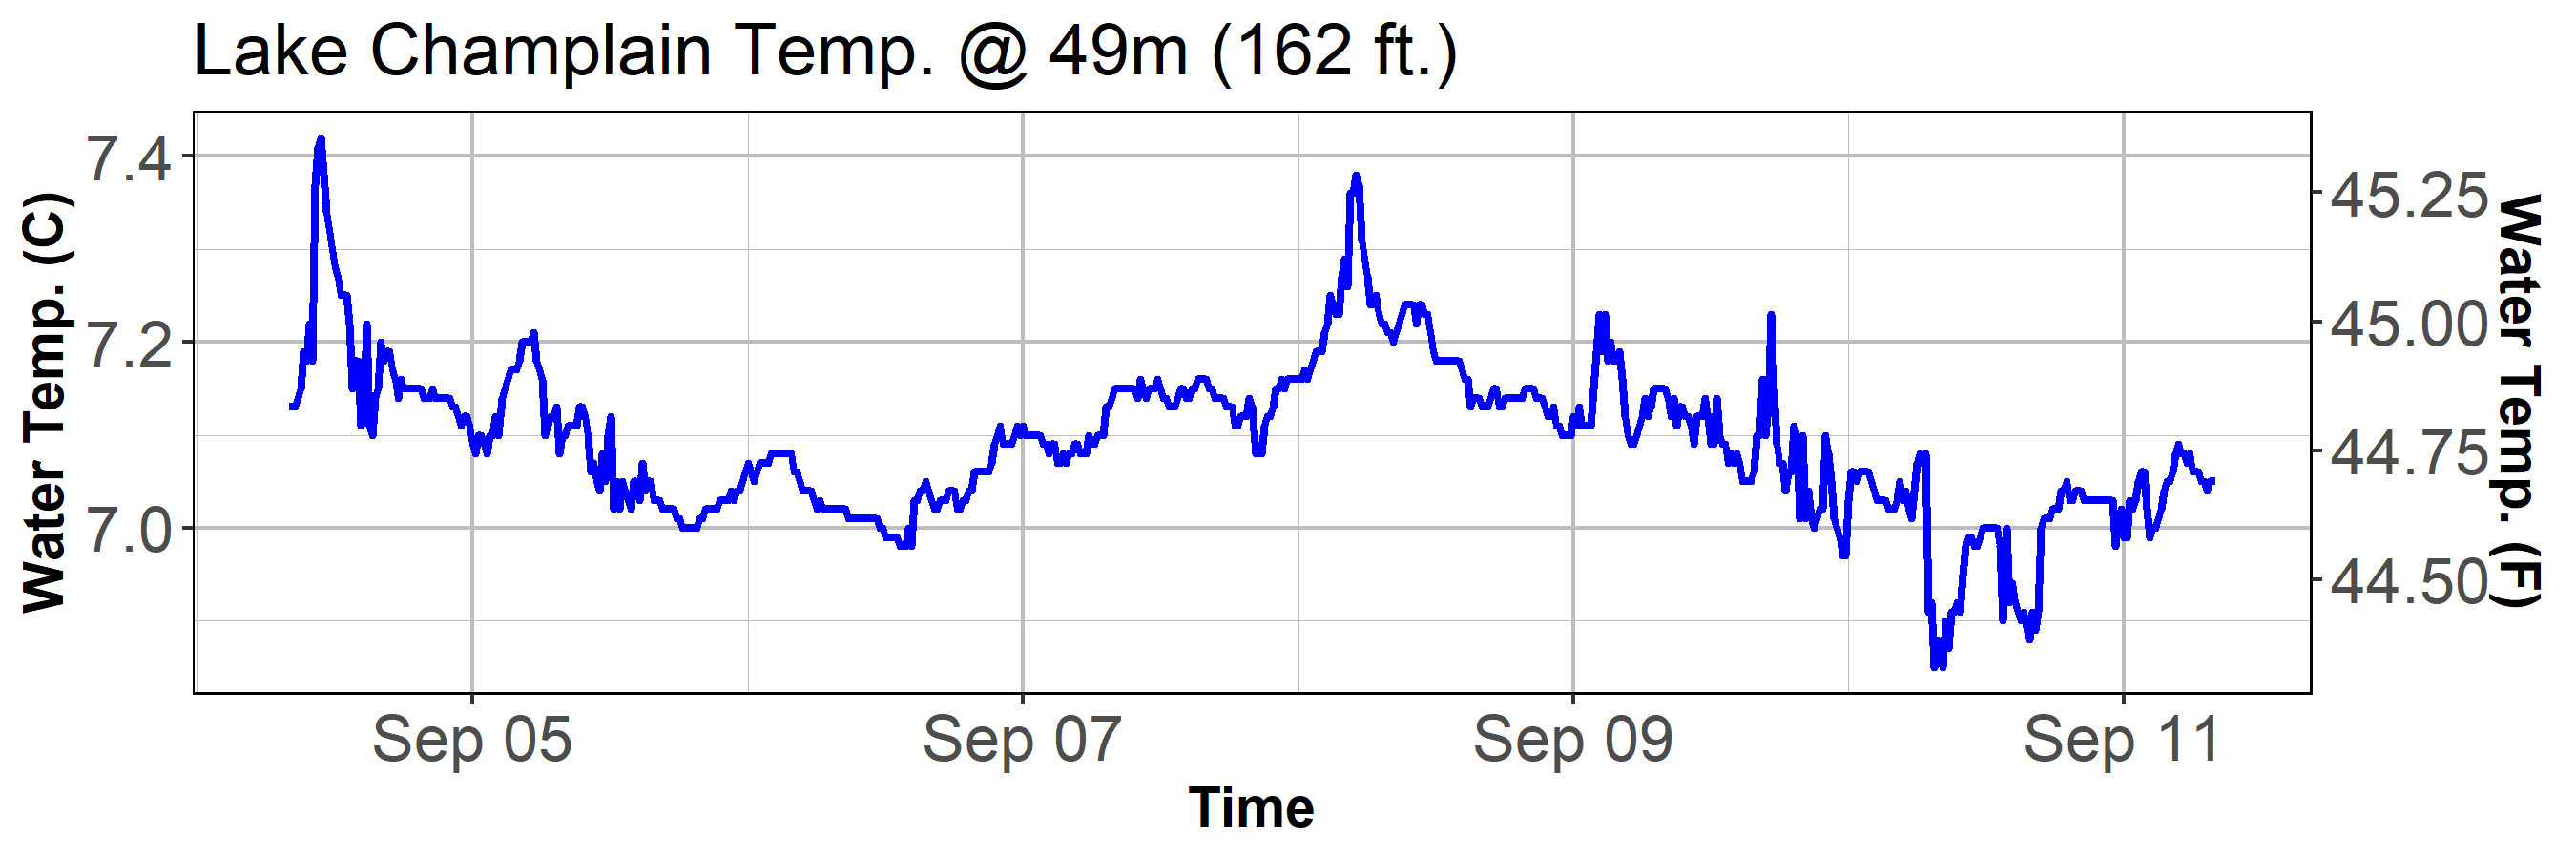 Lake Champlain Temp. @ 49m (162 ft.)
Water Temp. (C)
7.4
7.2
7.0
45.25
45.00
44.75
44.50
Water Temp. (F)
Sep 05 Sep 07 Sep 09 Sep 11
Time